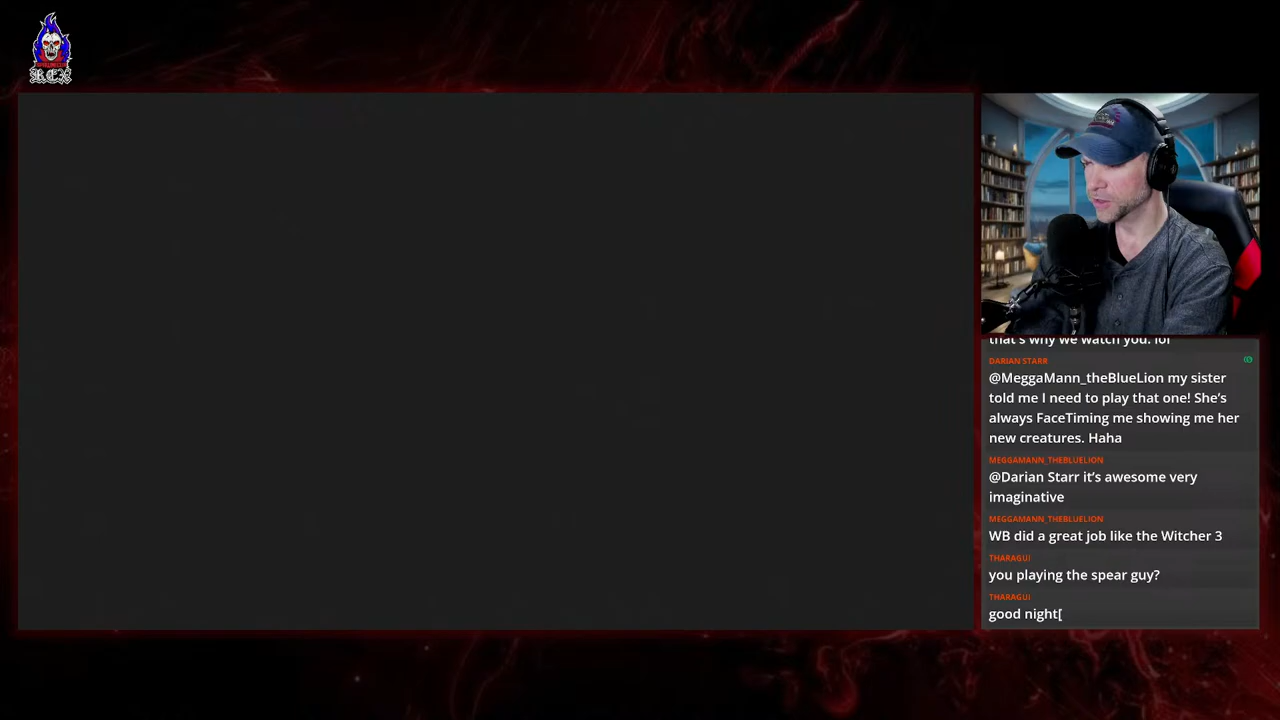 REX
that's why we watch you. lol
DARIAN STARR
@MeggaMann_theBlueLion my sister
told me I need to play that one! She's
always FaceTiming me showing me her
new creatures. Haha
MEGGAMANN_THEBLUELION
@Darian Starr it's awesome very
imaginative
MEGGAMANN_THEBLUELION
WB did a great job like the Witcher 3
THARAGUI
you playing the spear guy?
THARAGUI
good night[